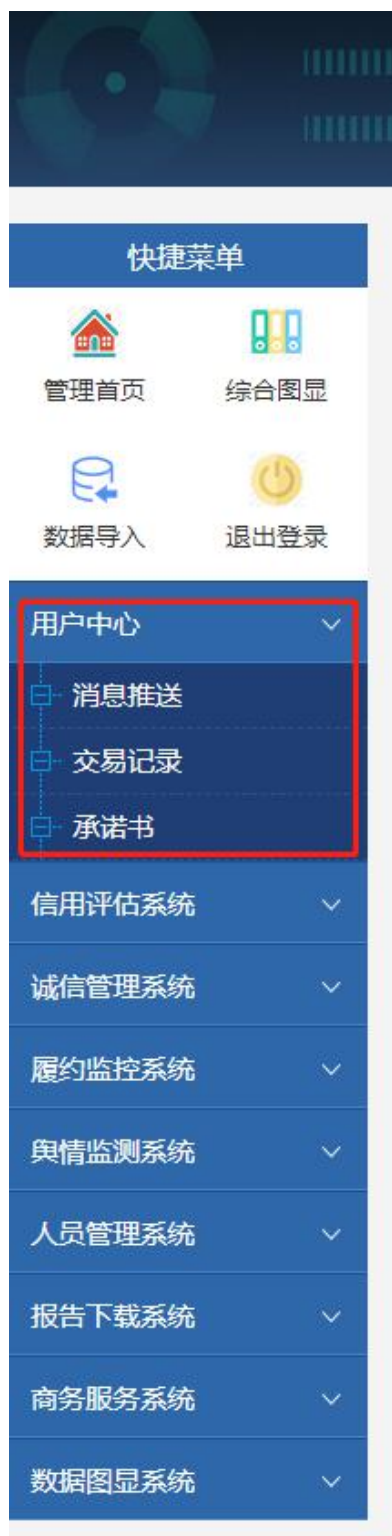 快捷菜单
管理首页 综合图显
数据导入 退出登录
用户中心
消息推送
交易记录
承诺书
信用评估系统
诚信管理系统
履约监控系统
舆情监测系统
人员管理系统
报告下载系统
商务服务系统
数据图显系统